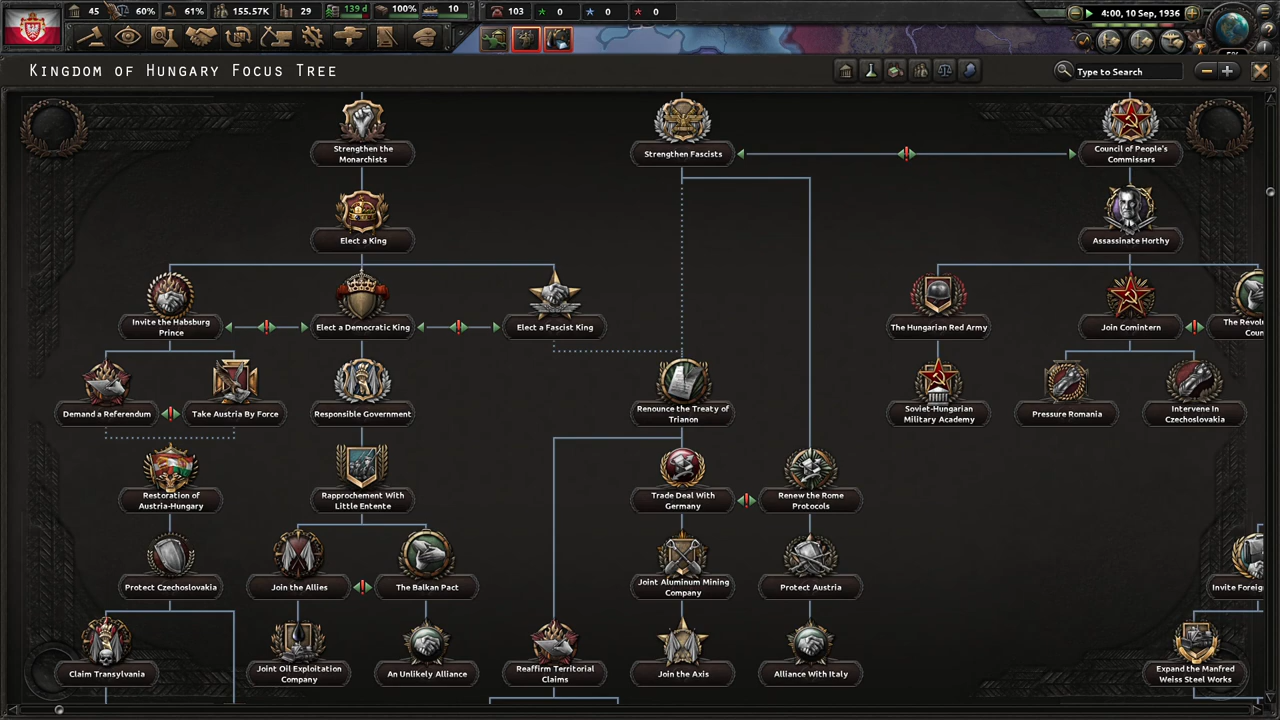 45
60%
61%
155.57K
29
139 d
100%
10
103
0
0
0
4:00, 10 Sep, 1936
Kingdom of Hungary Focus Tree
Type to Search
Strengthen the
Monarchists
Strengthen Fascists
Council of People's
Commissars
Elect a King
Assassinate Horthy
Invite the Habsburg
Prince
Elect a Democratic King
Elect a Fascist King
The Hungarian Red Army
Join Comintern
The Revolu
Coun
Demand a Referendum
Take Austria By Force
Responsible Government
Renounce the Treaty of
Trianon
Soviet-Hungarian
Military Academy
Pressure Romania
Intervene In
Czechoslovakia
Restoration of
Austria-Hungary
Rapprochement With
Little Entente
Trade Deal With
Germany
Renew the Rome
Protocols
Protect Czechoslovakia
Join the Allies
The Balkan Pact
Joint Aluminum Mining
Company
Protect Austria
Invite Foreig
Claim Transylvania
Joint Oil Exploitation
Company
An Unlikely Alliance
Reaffirm Territorial
Claims
Join the Axis
Alliance With Italy
Expand the Manfred
Weiss Steel Works